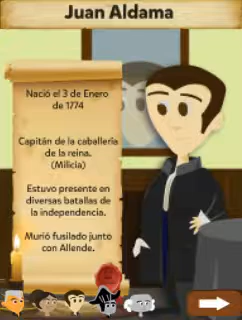 Juan Aldama
Nació el 3 de Enero
de 1774
Capitán de la caballería
de la reina.
(Milicia)
Estuvo presente en
diversas batallas de
la independencia.
Murió fusilado junto
con Allende.